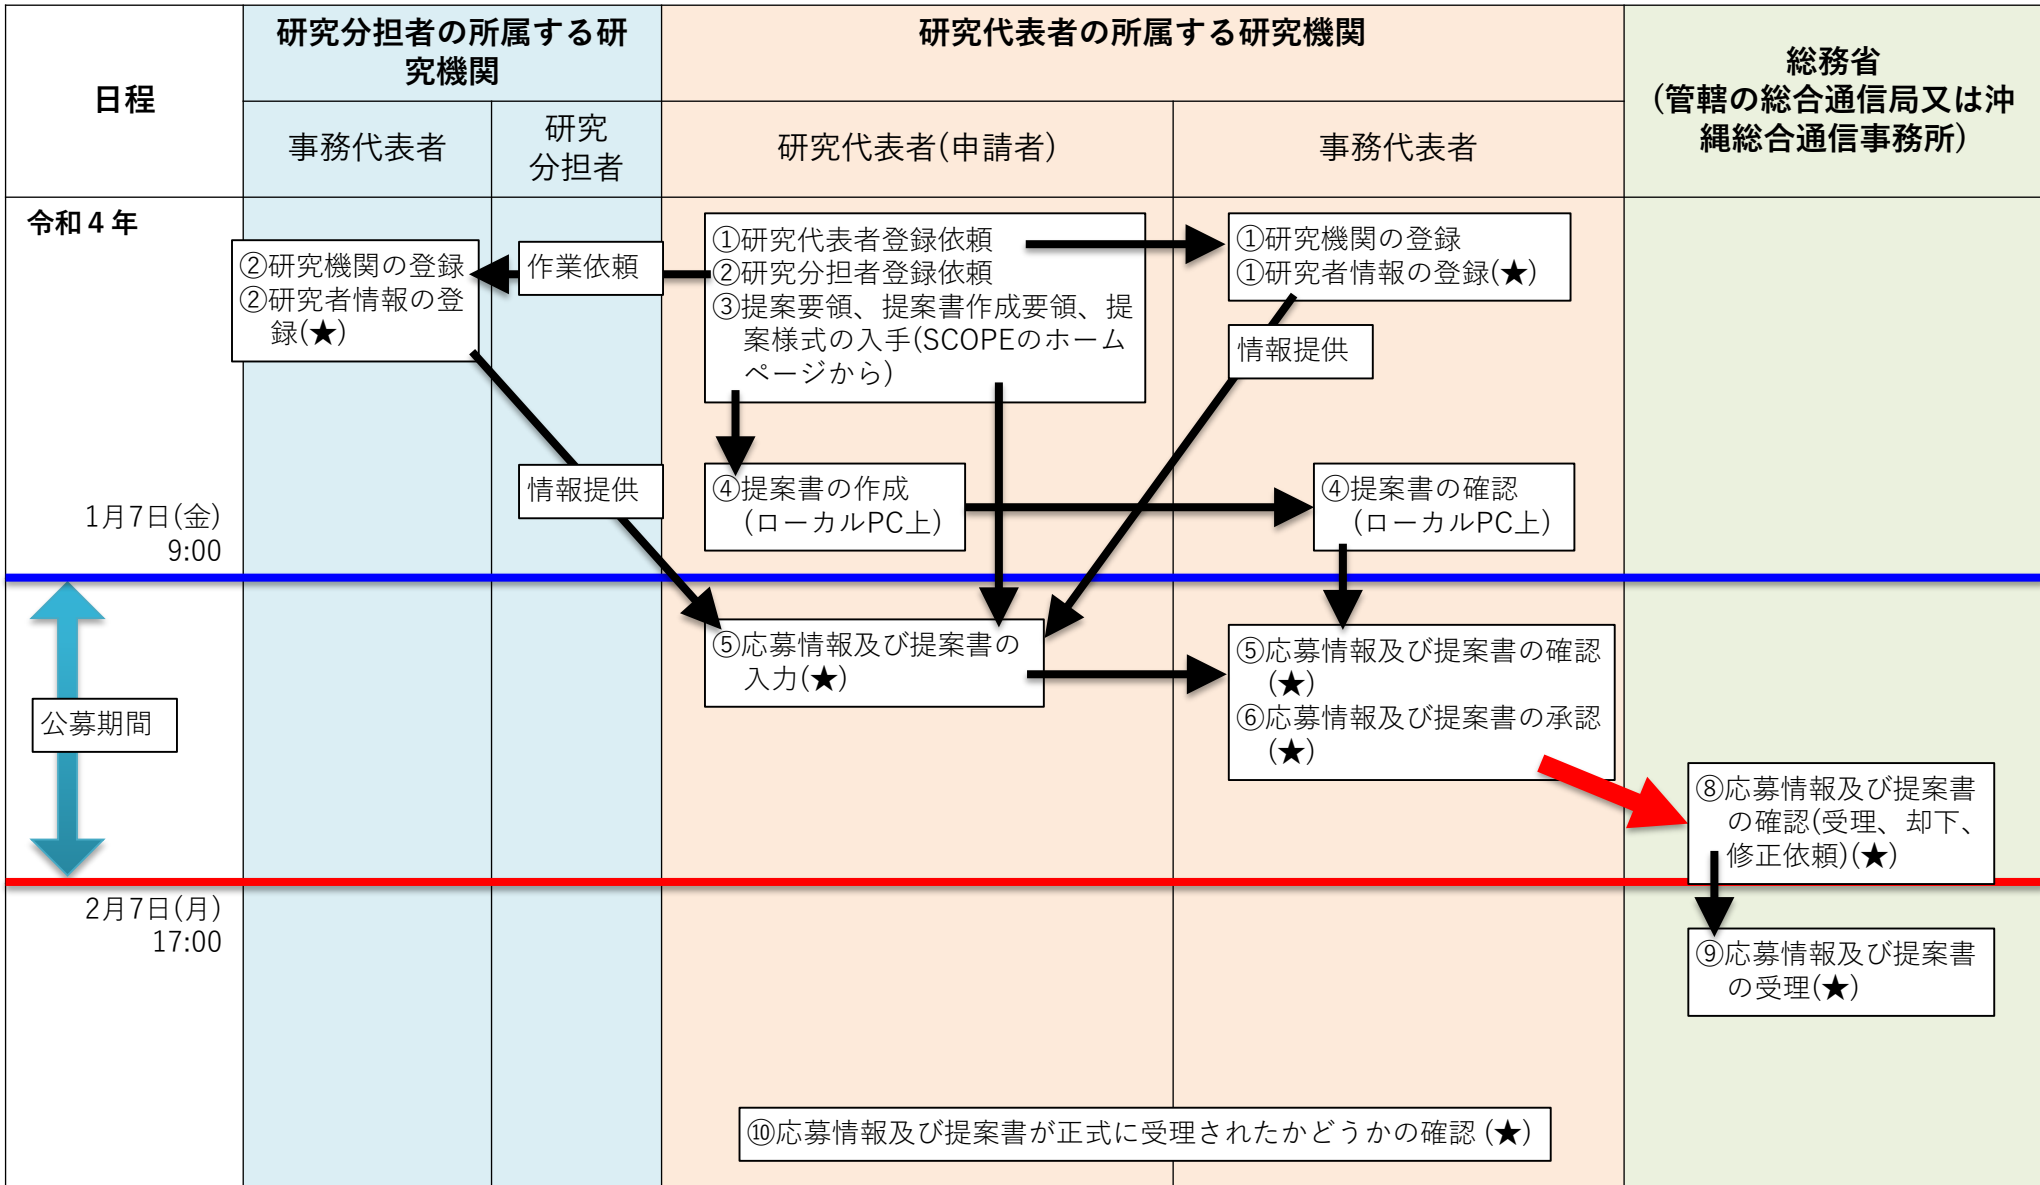 日程
研究分担者の所属する研
究機関
研究代表者の所属する研究機関
総務省
(管轄の総合通信局又は沖
縄総合通信事務所)
事務代表者
研究
分担者
研究代表者(申請者)
事務代表者
令和４年
②研究機関の登録
②研究者情報の登
録(★)
作業依頼
①研究代表者登録依頼
②研究分担者登録依頼
③提案要領、提案書作成要領、提
案様式の入手(SCOPEのホーム
ページから)
①研究機関の登録
①研究者情報の登録(★)
情報提供
情報提供
④提案書の作成
(ローカルPC上)
④提案書の確認
(ローカルPC上)
1月7日(金)
9:00
公募期間
⑤応募情報及び提案書の
入力(★)
⑤応募情報及び提案書の確認
(★)
⑥応募情報及び提案書の承認
(★)
⑧応募情報及び提案書
の確認(受理、却下、
修正依頼)(★)
2月7日(月)
17:00
⑨応募情報及び提案書
の受理(★)
⑩応募情報及び提案書が正式に受理されたかどうかの確認 (★)